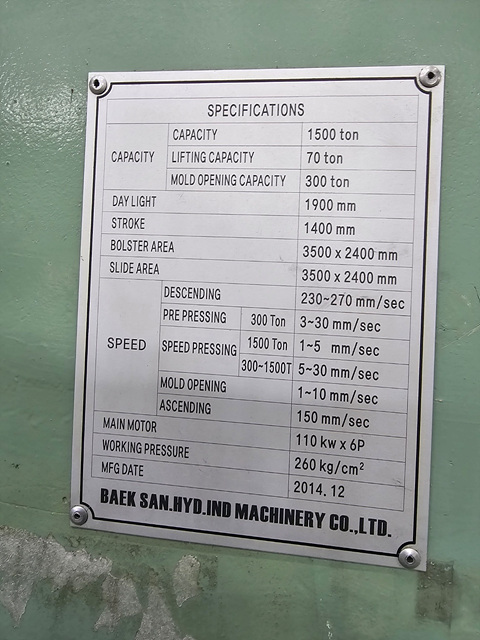 SPECIFICATIONS
CAPACITY CAPACITY 1500 ton
LIFTING CAPACITY 70 ton
MOLD OPENING CAPACITY 300 ton
DAY LIGHT 1900 mm
STROKE 1400 mm
BOLSTER AREA 3500 x 2400 mm
SLIDE AREA 3500 x 2400 mm
SPEED DESCENDING 230~270 mm/sec
PRE PRESSING 300 Ton 3~30 mm/sec
SPEED PRESSING 1500 Ton 1~5 mm/sec
300~1500T 5~30 mm/sec
MOLD OPENING 1~10 mm/sec
ASCENDING 150 mm/sec
MAIN MOTOR 110 kw x 6P
WORKING PRESSURE 260 kg/cm²
MFG DATE 2014. 12
BAEK SAN.HYD.IND MACHINERY CO.,LTD.